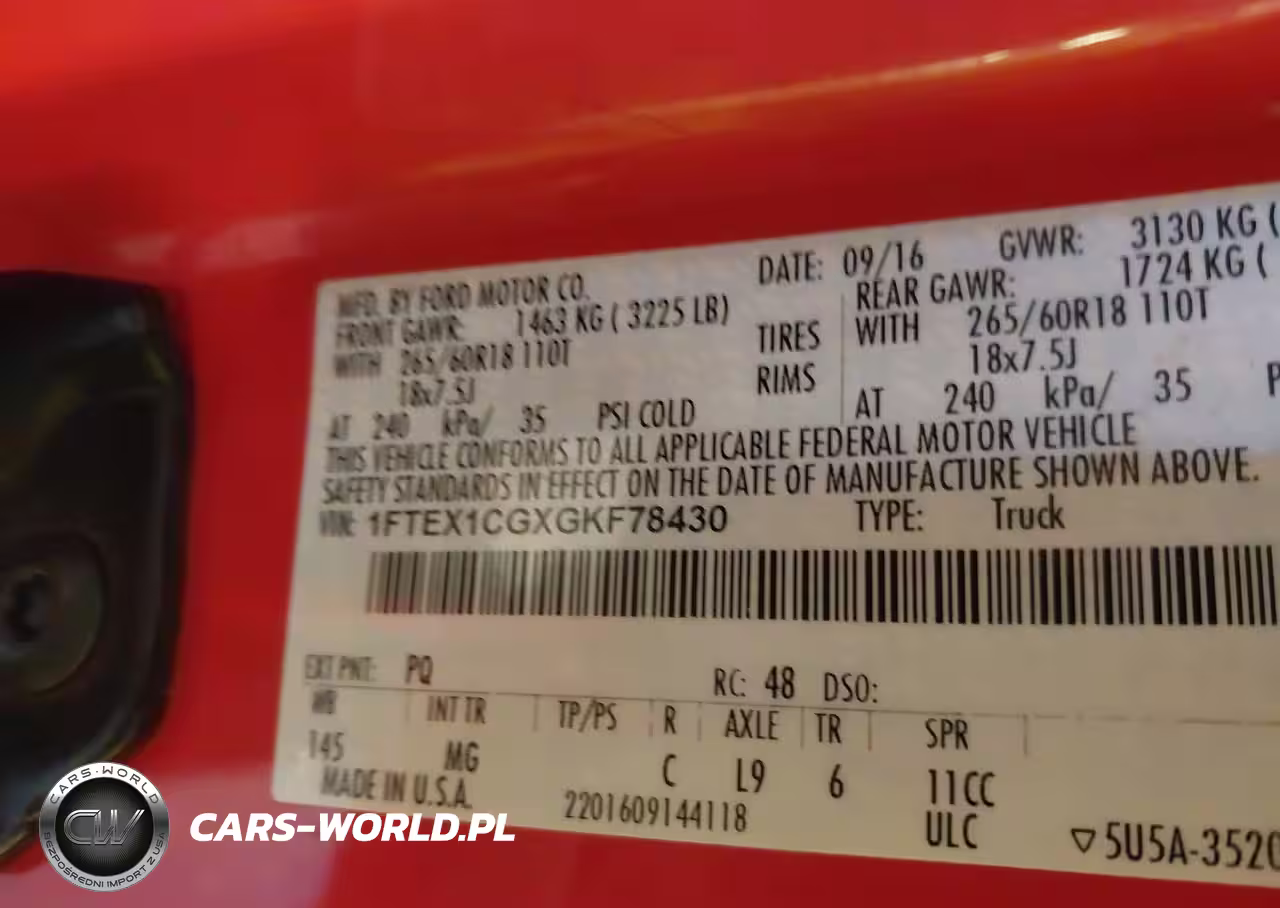 MFD. BY FORD MOTOR CO. DATE: 09/16 GVWR: 3130 KG (
FRONT GAWR: 1463 KG ( 3225 LB) REAR GAWR: 1724 KG (
WITH 265/60R18 110T TIRES WITH 265/60R18 110T
18x7.5J RIMS 18x7.5J
AT 240 kPa/ 35 PSI COLD AT 240 kPa/ 35 P
THIS VEHICLE CONFORMS TO ALL APPLICABLE FEDERAL MOTOR VEHICLE
SAFETY STANDARDS IN EFFECT ON THE DATE OF MANUFACTURE SHOWN ABOVE.
VIN: 1FTEX1CGXGKF78430 TYPE: Truck
EXT PNT: PQ RC: 48 DSO:
WB INT TR TP/PS R AXLE TR SPR
145 MG C L9 6 11CC
MADE IN U.S.A. 2201609144118 ULC ▽5U5A-3520
CARS-WORLD
CW
BEZPOŚREDNI IMPORT Z USA
CARS-WORLD.PL